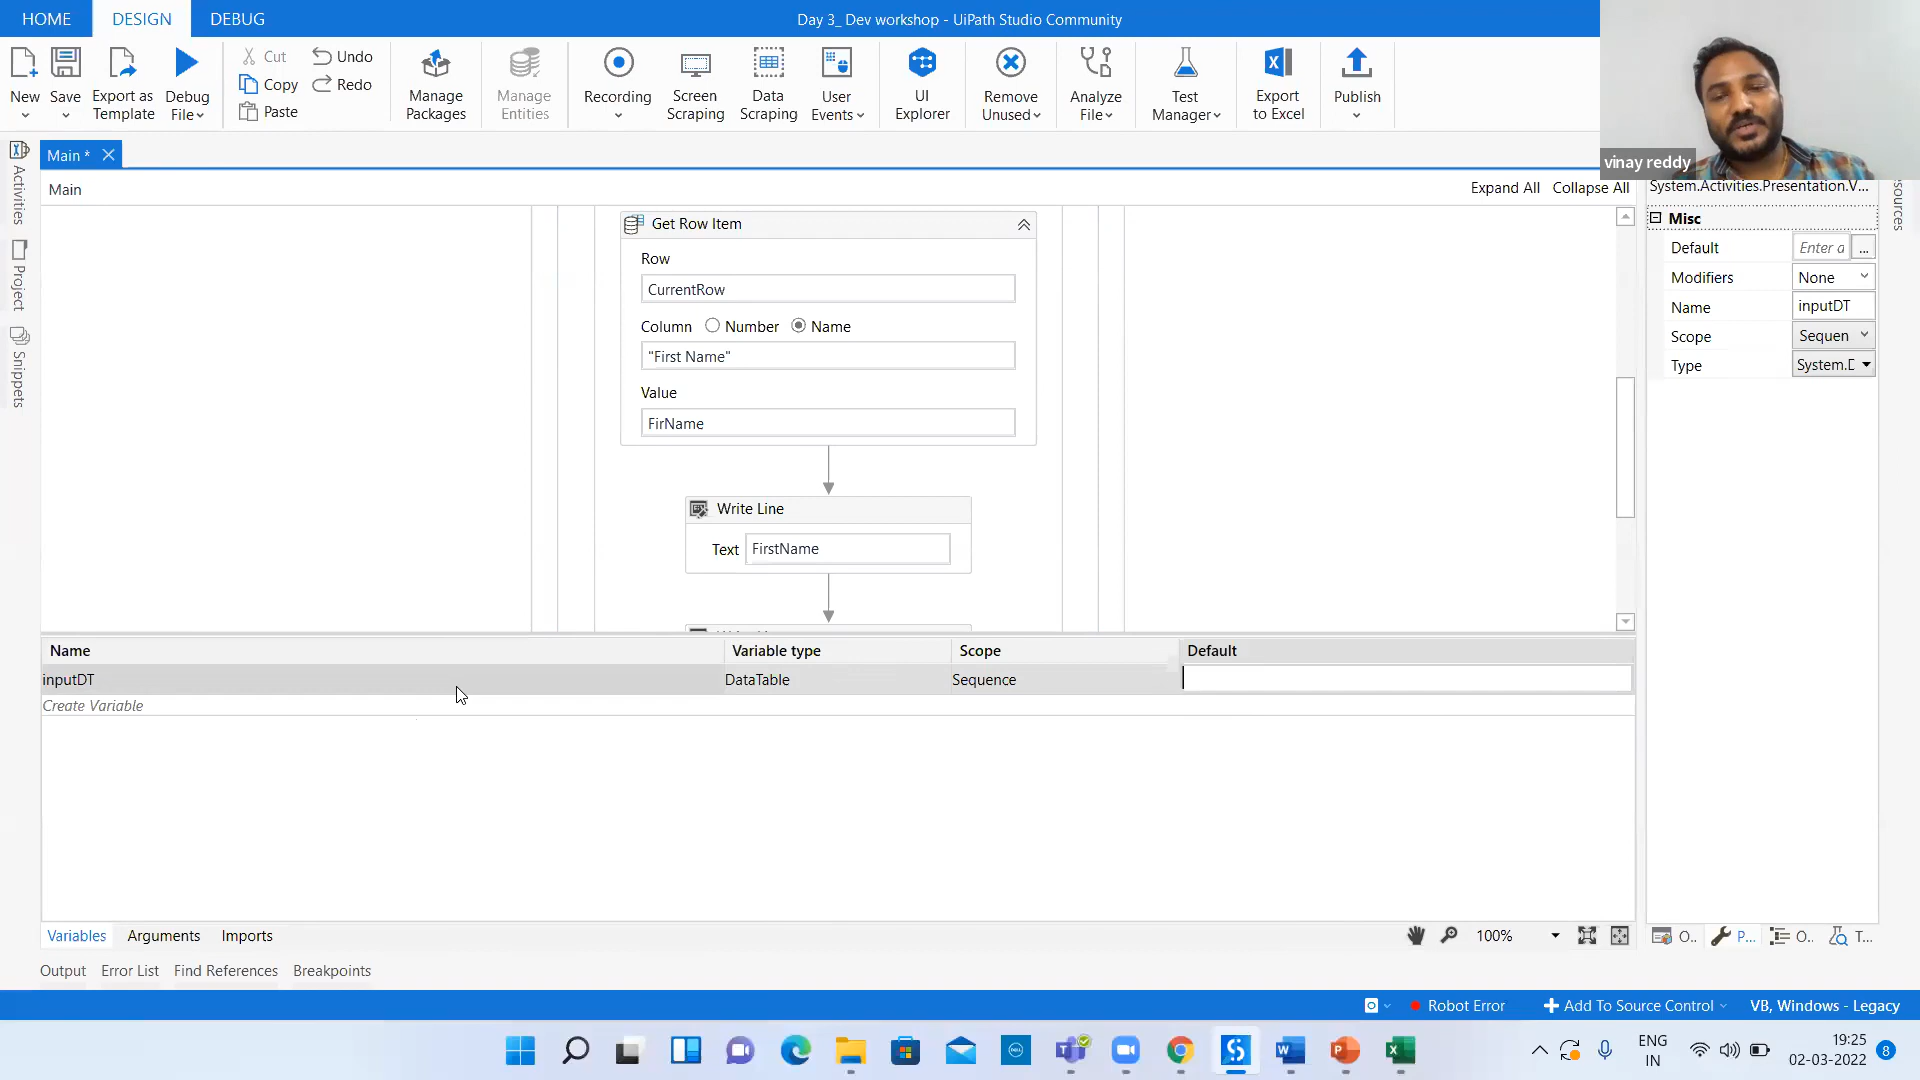 HOME DESIGN DEBUG
Day 3_ Dev workshop - UiPath Studio Community
New Save Export as Template Debug File
Cut Copy Paste
Undo Redo
Manage Packages
Manage Entities
Recording
Screen Scraping
Data Scraping
User Events
UI Explorer
Remove Unused
Analyze File
Test Manager
Export to Excel
Publish
vinay reddy
Main *
Main
Expand All Collapse All
System.Activities.Presentation.V...
Activities
Project
Snippets
Get Row Item
Row
CurrentRow
Column Number Name
"First Name"
Value
FirName
Write Line
Text FirstName
Misc
Default Enter a ...
Modifiers None
Name inputDT
Scope Sequen
Type System.D
Name Variable type Scope Default
inputDT DataTable Sequence
Create Variable
Variables Arguments Imports
100%
O.. P... O.. T...
Output Error List Find References Breakpoints
Robot Error
Add To Source Control
VB, Windows - Legacy
ENG
IN
19:25
02-03-2022
8